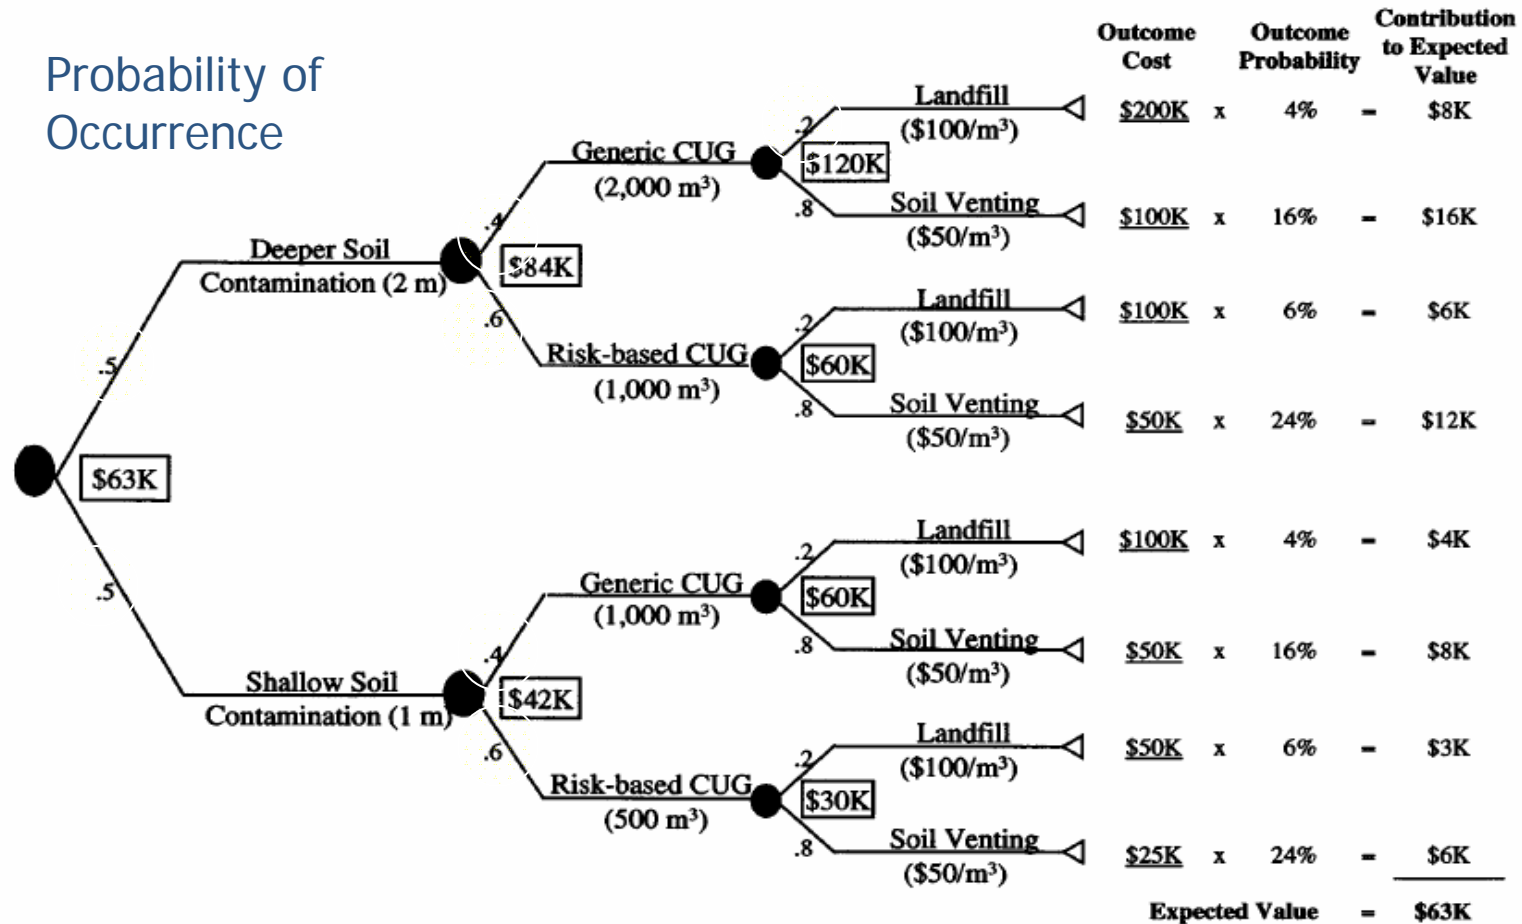 Probability of
Occurrence
Outcome
Cost
Outcome
Probability
Contribution
to Expected
Value
Landfill
($100/m³)
.2
$200K x 4% = $8K
Generic CUG
(2,000 m³)
$120K
.8
Soil Venting
($50/m³)
$100K x 16% = $16K
.4
Deeper Soil
Contamination (2 m)
$84K
.6
Landfill
($100/m³)
.2
$100K x 6% = $6K
Risk-based CUG
(1,000 m³)
$60K
.8
Soil Venting
($50/m³)
$50K x 24% = $12K
.5
$63K
.5
Landfill
($100/m³)
.2
$100K x 4% = $4K
Generic CUG
(1,000 m³)
$60K
.8
Soil Venting
($50/m³)
$50K x 16% = $8K
.4
Shallow Soil
Contamination (1 m)
$42K
.6
Landfill
($100/m³)
.2
$50K x 6% = $3K
Risk-based CUG
(500 m³)
$30K
.8
Soil Venting
($50/m³)
$25K x 24% = $6K
Expected Value = $63K